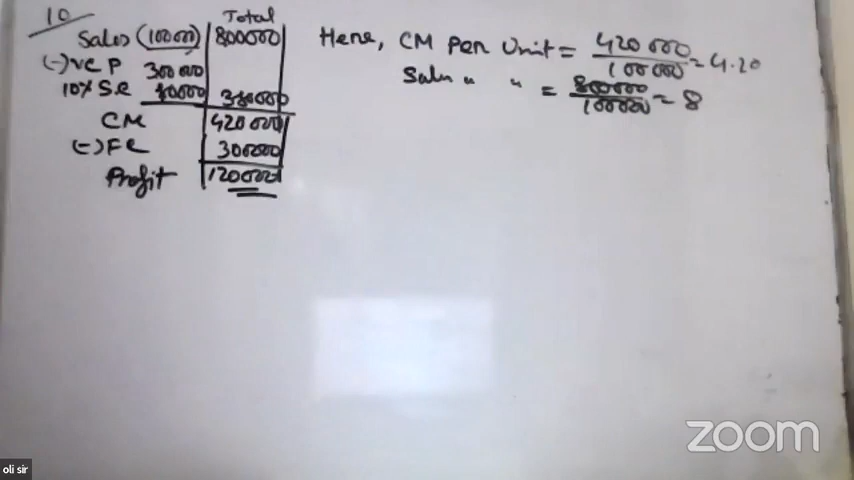 10
Total
Sales (100000) 800000
(-) VC P 300000
10% S.E 80000 380000
CM 420000
(-) FC 300000
Profit 120000
Here, CM Per Unit = 420000/100000 = 4.20
Sales " " = 800000/100000 = 8
zoom
oli sir